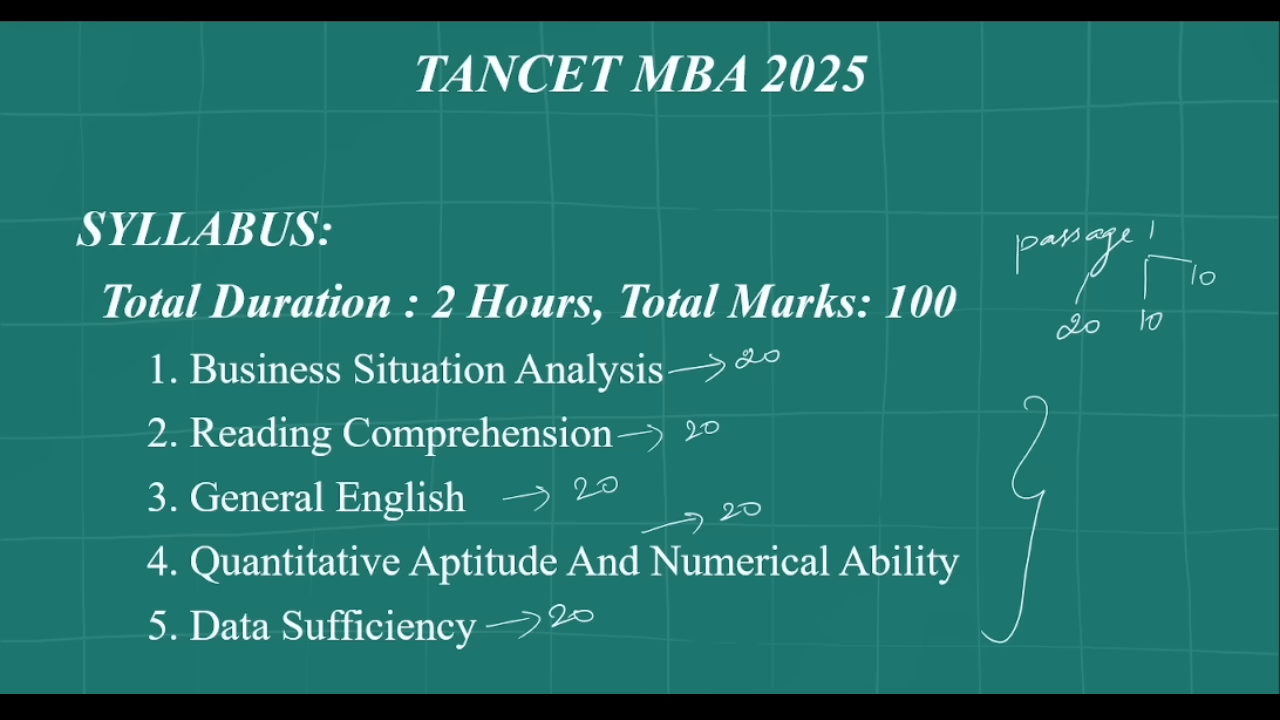 TANCET MBA 2025
SYLLABUS:
passage 1
Total Duration : 2 Hours, Total Marks: 100
20 10 10
1. Business Situation Analysis → 20
2. Reading Comprehension → 20
3. General English → 20
→ 20
4. Quantitative Aptitude And Numerical Ability
5. Data Sufficiency → 20